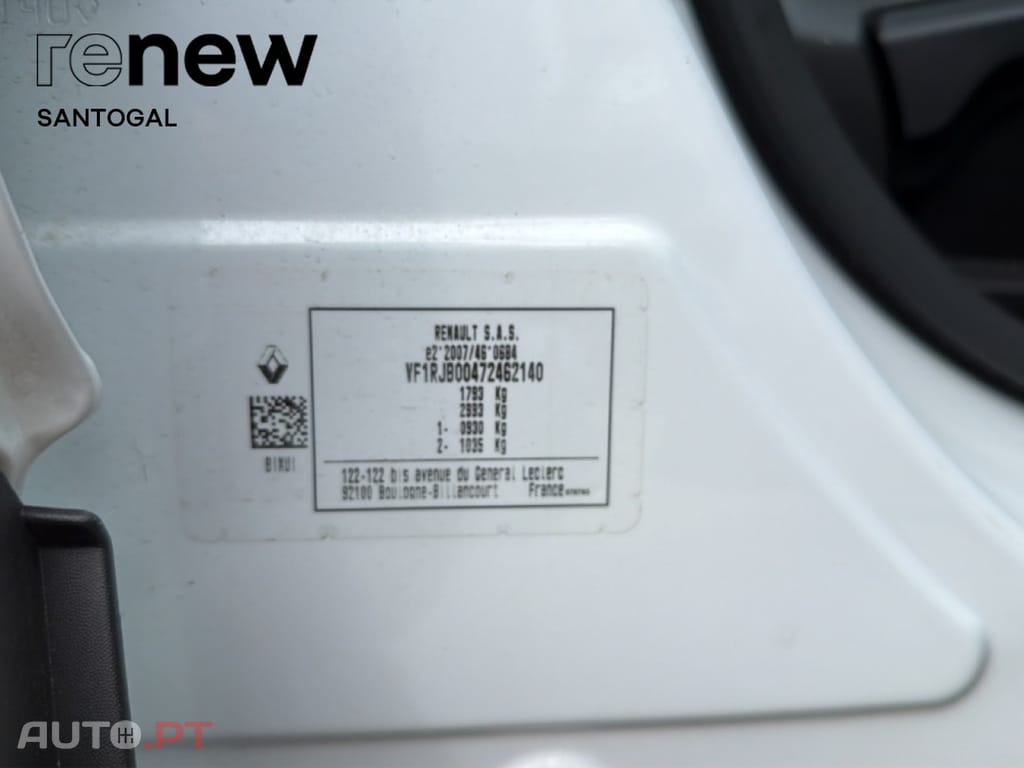 renew
SANTOGAL
RENAULT S.A.S.
e2*2007/46*0684
VF1RJB00472462140
1793 Kg
2993 Kg
1- 0930 Kg
2- 1035 Kg
122-122 bis avenue du General Leclerc
92100 Boulogne-Billancourt France
AUTO.PT